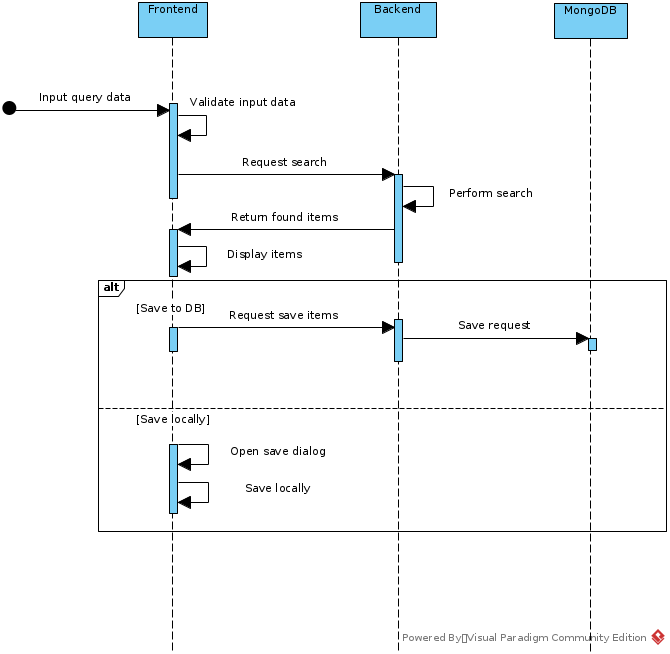 Frontend
Backend
MongoDB
Input query data
Validate input data
Request search
Perform search
Return found items
Display items
alt
[Save to DB]
Request save items
Save request
[Save locally]
Open save dialog
Save locally
Powered By▯Visual Paradigm Community Edition